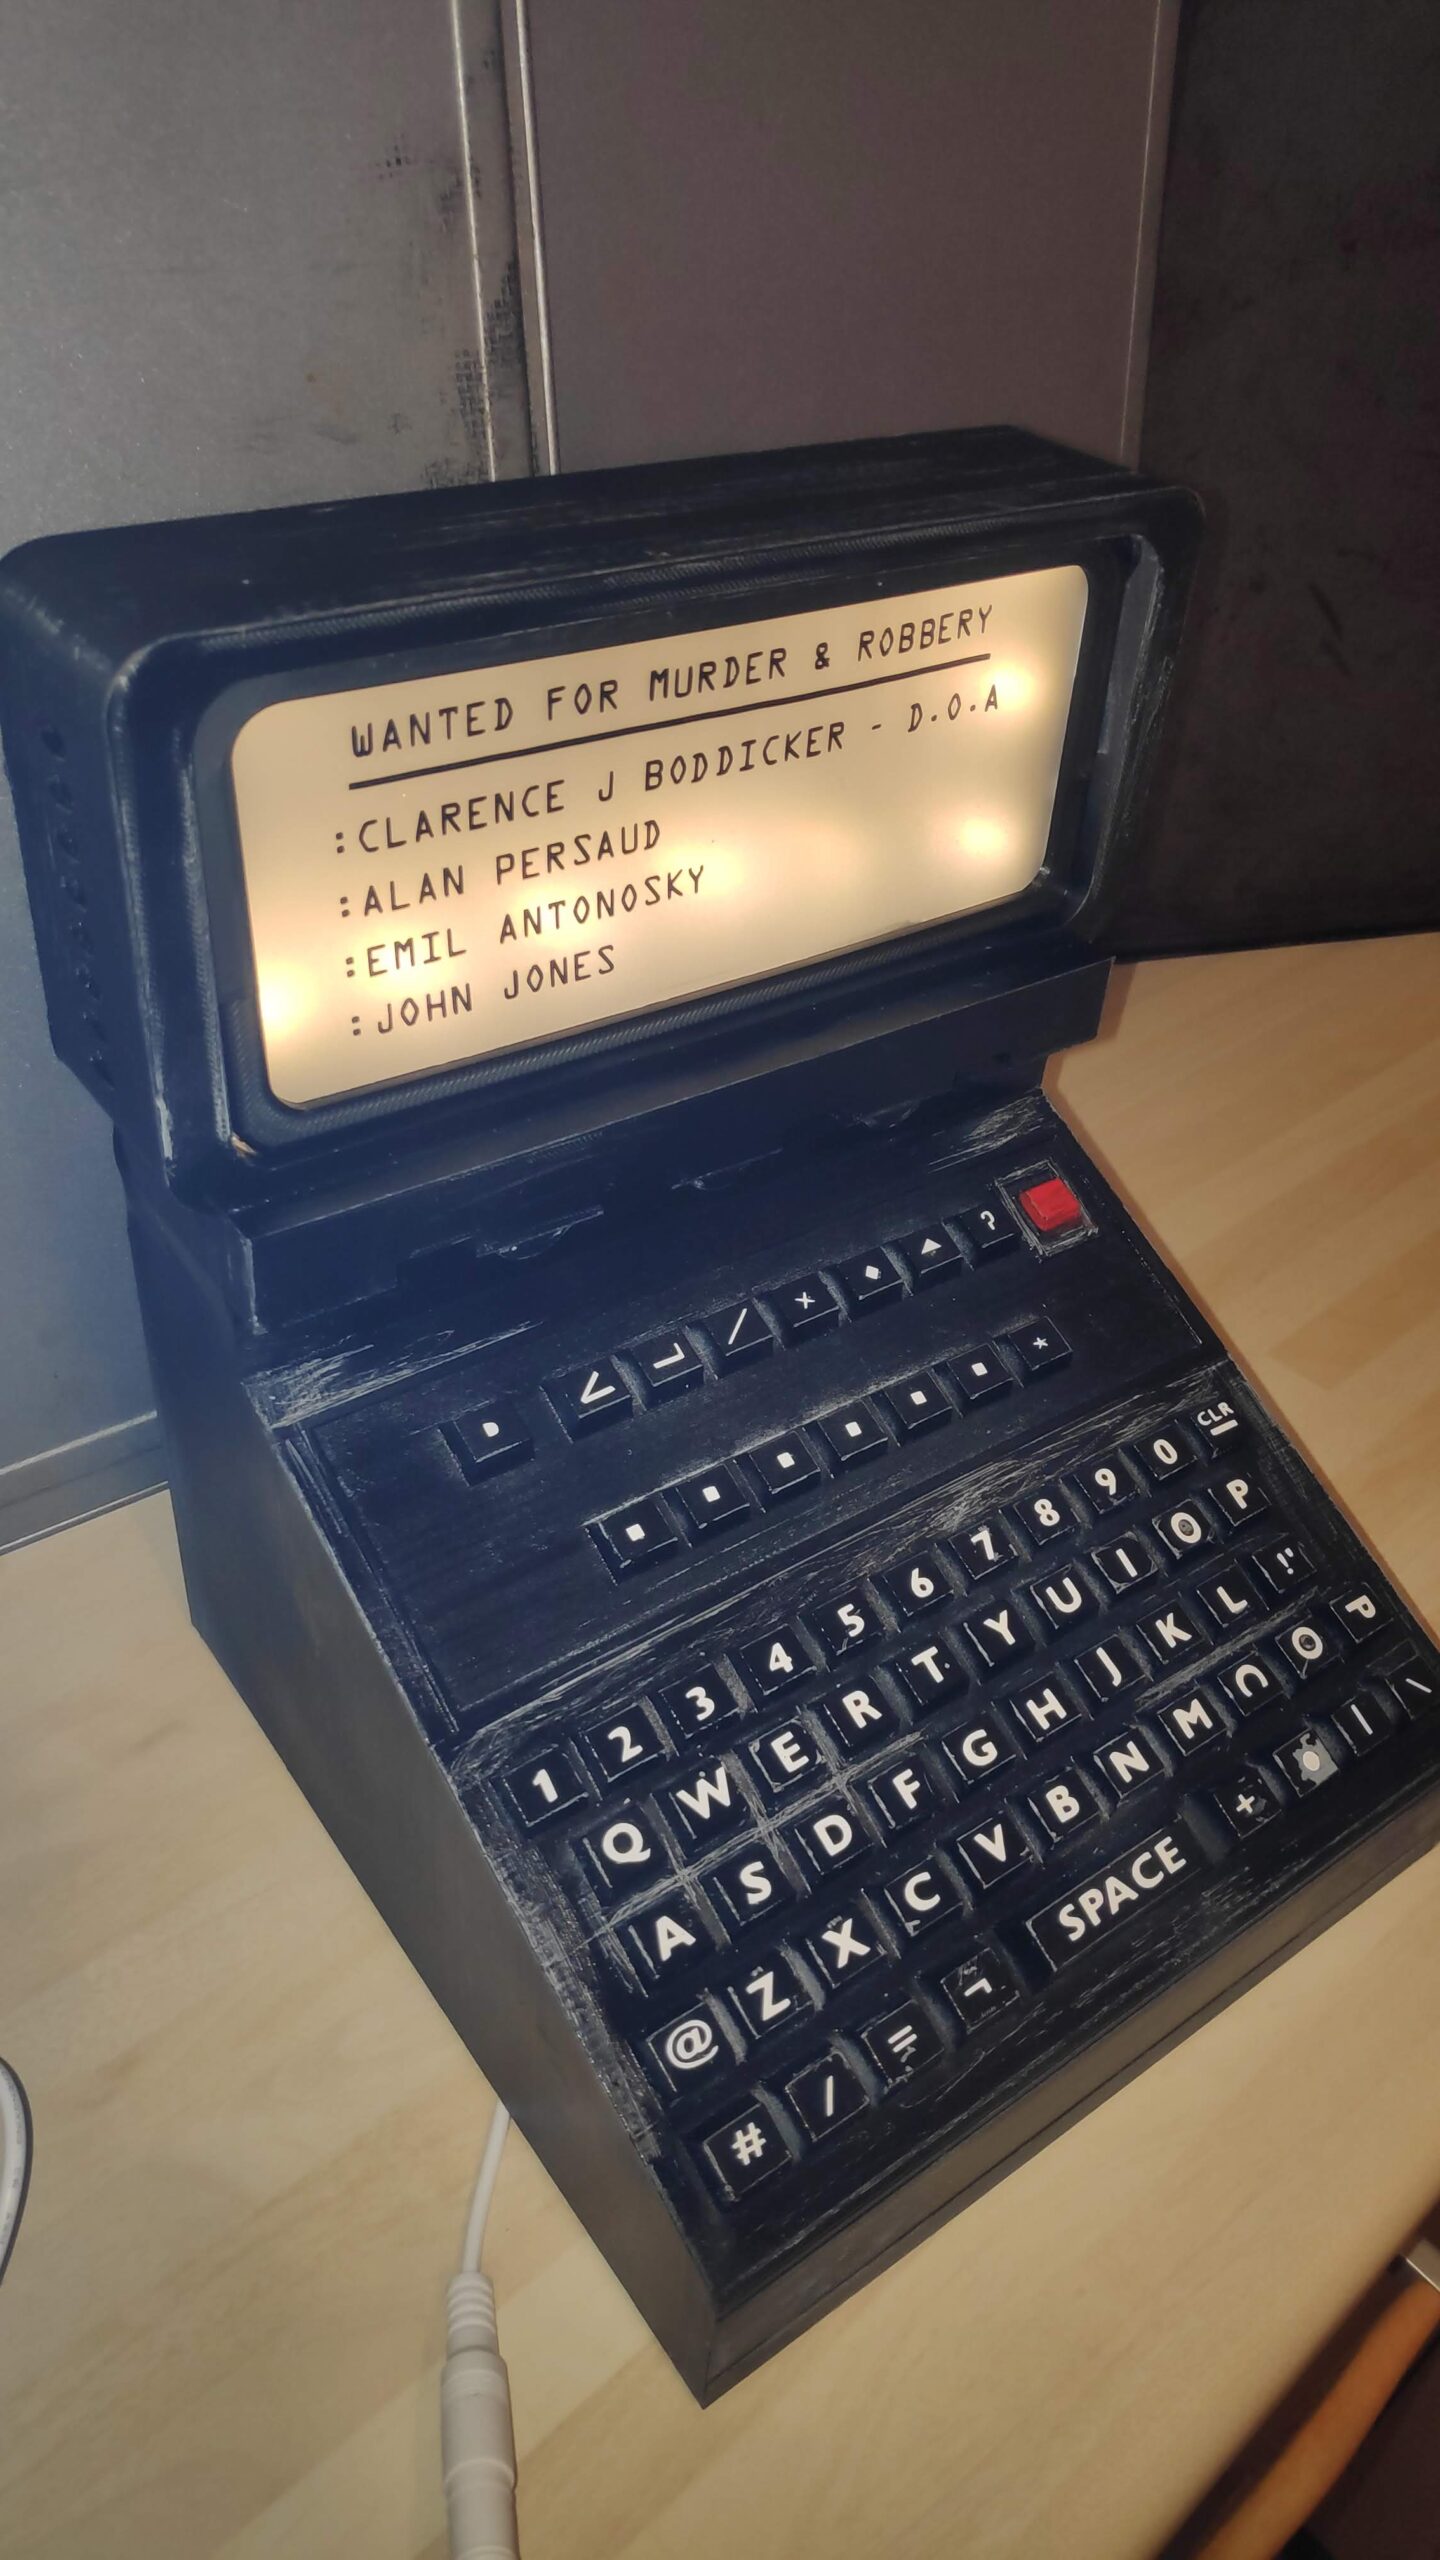 WANTED FOR MURDER & ROBBERY
:CLARENCE J BODDICKER - D.O.A
:ALAN PERSAUD
:EMIL ANTONOSKY
:JOHN JONES
< / × ?
*
1 2 3 4 5 6 7 8 9 0 CLR
Q W E R T Y U I O P
A S D F G H J K L
@ Z X C V B N M
# / = ¬ SPACE + | \